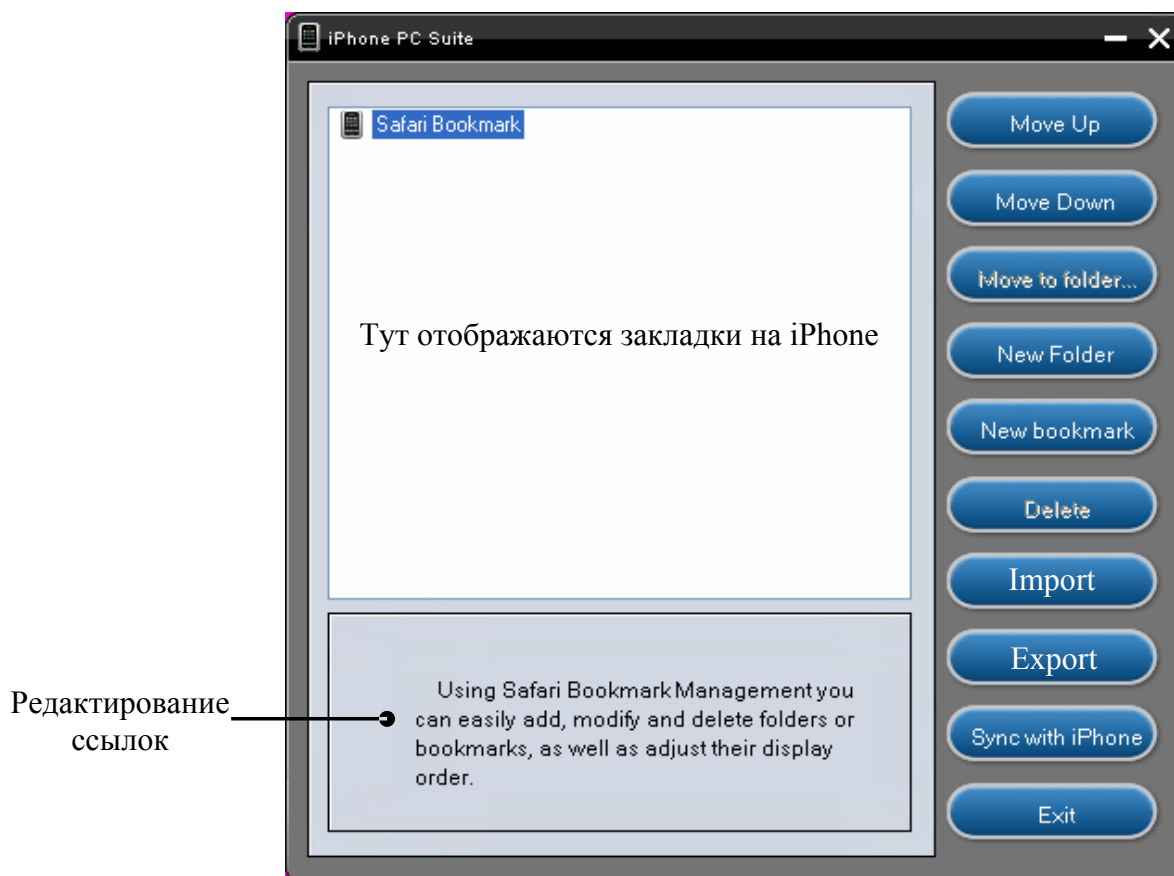 iPhone PC Suite
Safari Bookmark
Тут отображаются закладки на iPhone
Move Up
Move Down
Move to folder...
New Folder
New bookmark
Delete
Import
Export
Sync with iPhone
Exit
Редактирование
ссылок
Using Safari Bookmark Management you
can easily add, modify and delete folders or
bookmarks, as well as adjust their display
order.